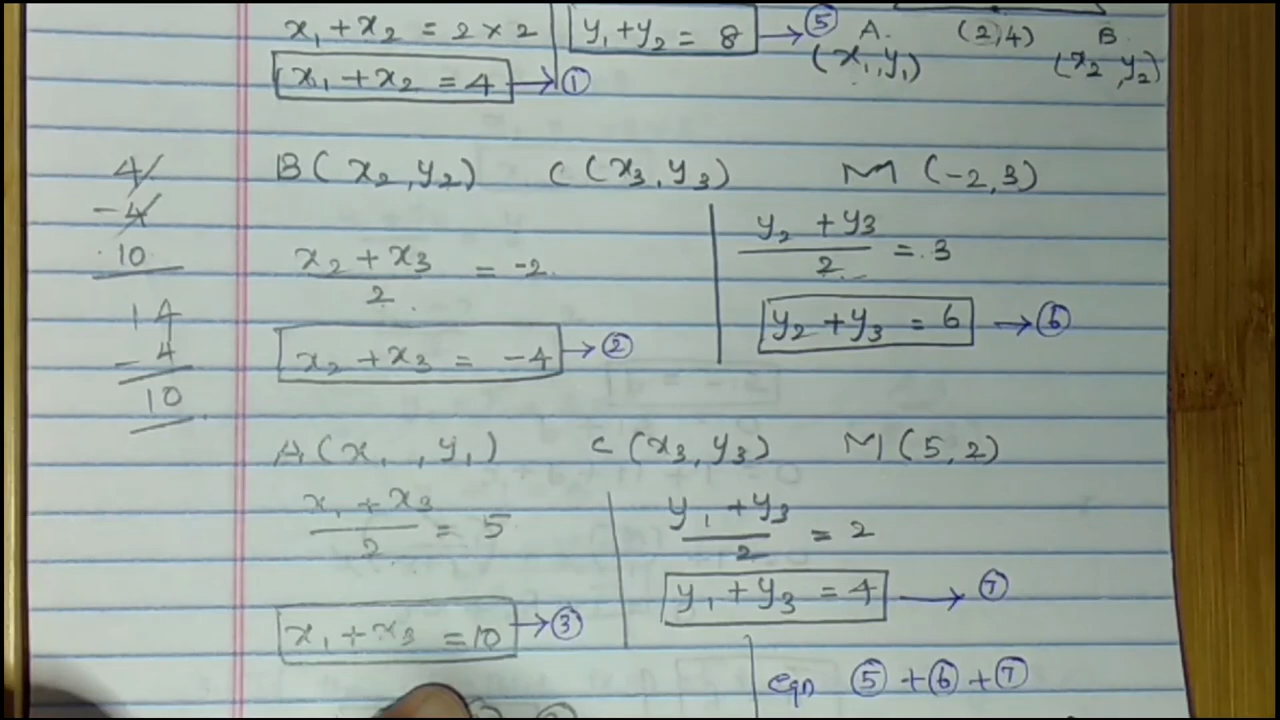 x₁ + x₂ = 2 × 2 | y₁ + y₂ = 8 → ⑤ A. (2,4) B.
x₁ + x₂ = 4 → ① (x₁, y₁) (x₂, y₂)
4
-4
10
14
-4
10
B(x₂, y₂) C(x₃, y₃) M(-2,3)
x₂ + x₃ / 2 = -2 | y₂ + y₃ / 2 = 3
x₂ + x₃ = -4 → ② | y₂ + y₃ = 6 → ⑥
A(x₁, y₁) C(x₃, y₃) M(5,2)
x₁ + x₃ / 2 = 5 | y₁ + y₃ / 2 = 2
x₁ + x₃ = 10 → ③ | y₁ + y₃ = 4 → ⑦
eqn ⑤ + ⑥ + ⑦